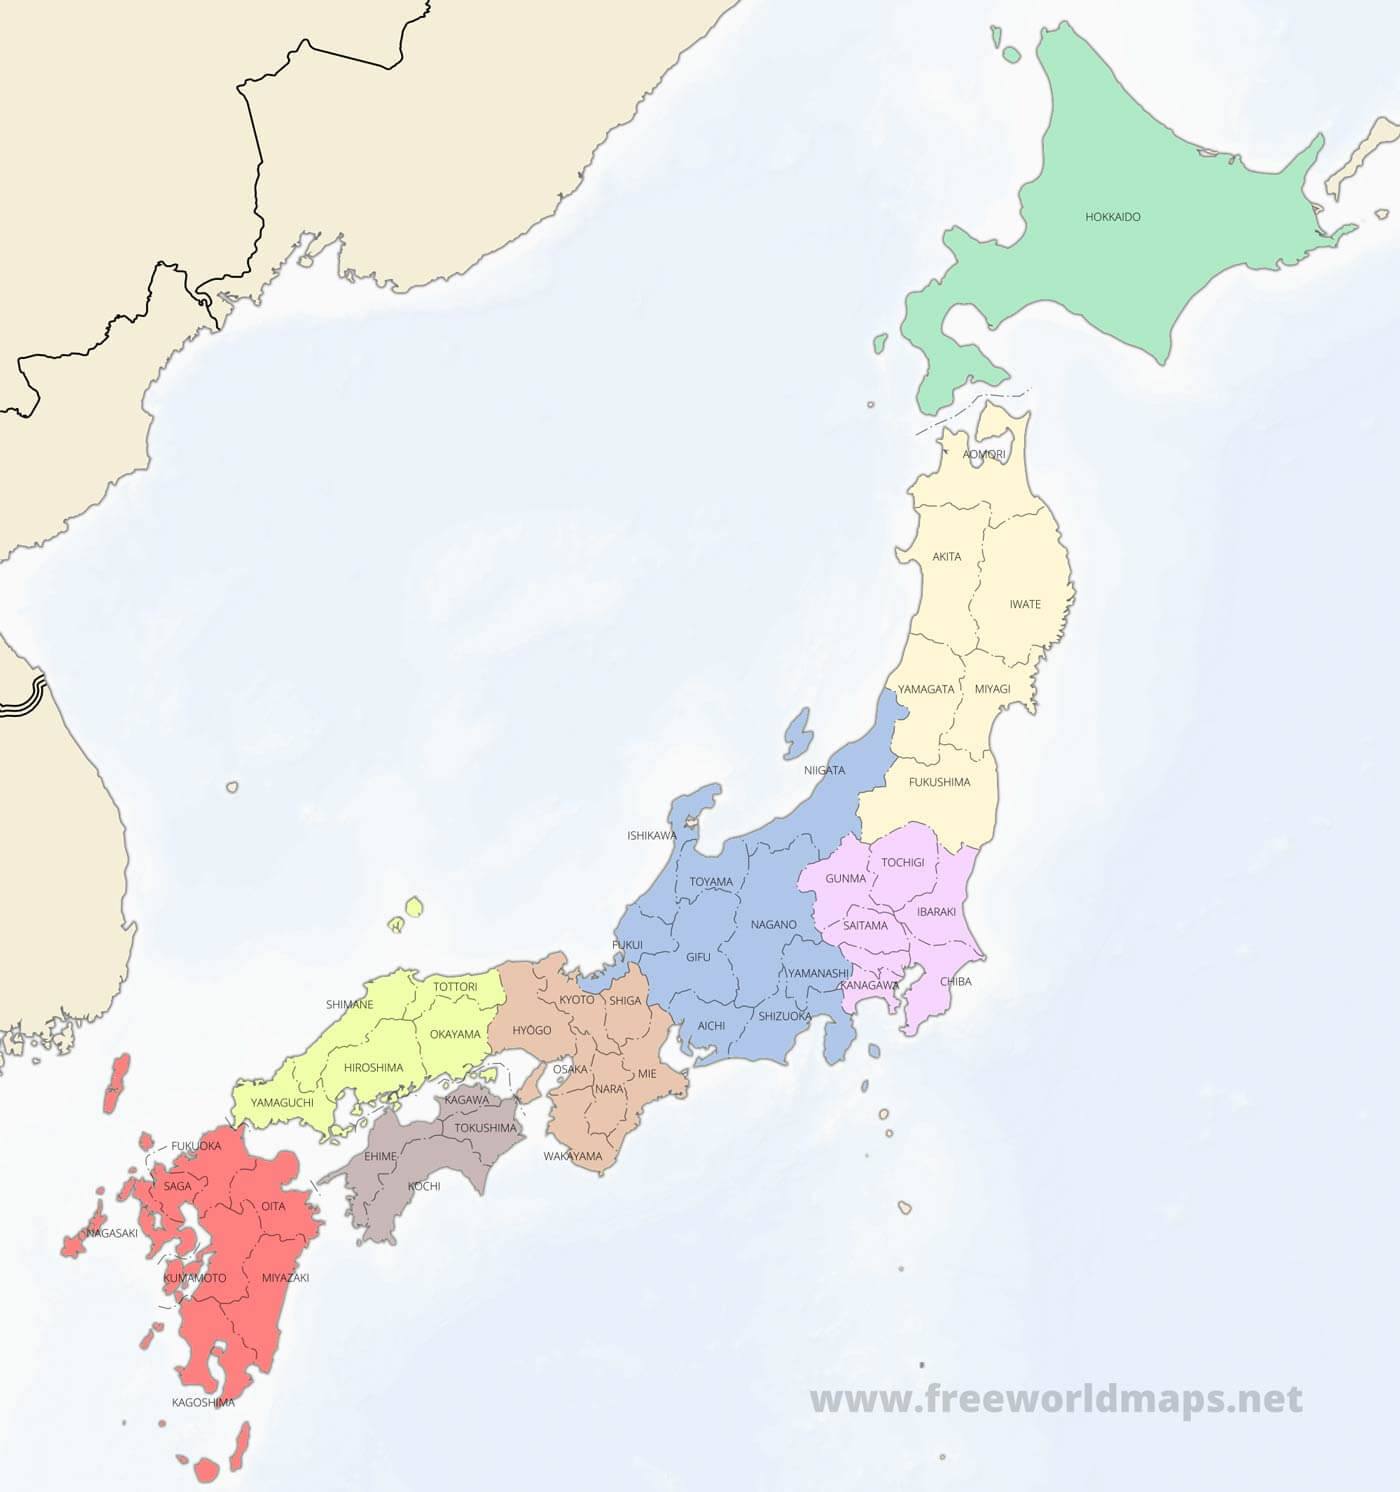 HOKKAIDO
AOMORI
AKITA
IWATE
YAMAGATA
MIYAGI
NIIGATA
FUKUSHIMA
ISHIKAWA
TOCHIGI
TOYAMA
GUNMA
IBARAKI
NAGANO
SAITAMA
FUKUI
GIFU
YAMANASHI
CHIBA
KANAGAWA
TOTTORI
KYOTO
SHIGA
SHIMANE
SHIZUOKA
AICHI
HYŌGO
OKAYAMA
HIROSHIMA
OSAKA
MIE
NARA
YAMAGUCHI
KAGAWA
TOKUSHIMA
FUKUOKA
EHIME
WAKAYAMA
SAGA
KOCHI
OITA
NAGASAKI
KUMAMOTO
MIYAZAKI
KAGOSHIMA
www.freeworldmaps.net